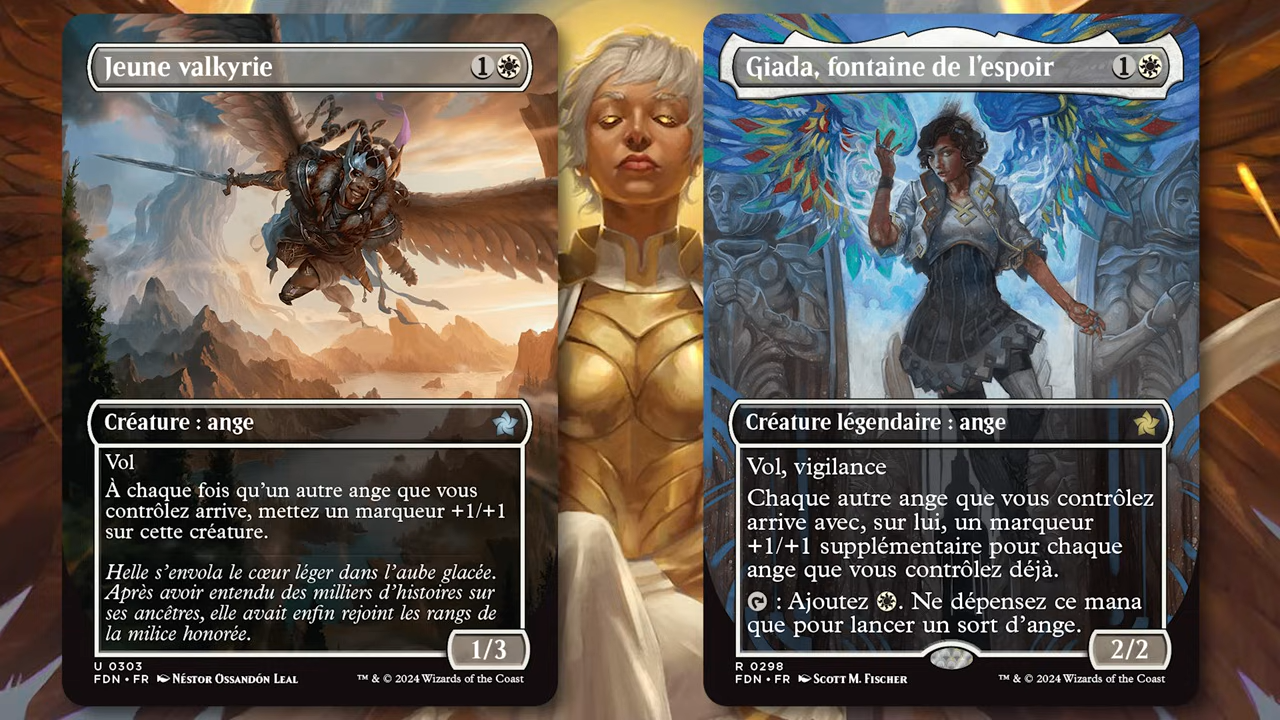 Jeune valkyrie 1
Créature : ange
Vol
À chaque fois qu'un autre ange que vous
contrôlez arrive, mettez un marqueur +1/+1
sur cette créature.
Helle s'envola le cœur léger dans l'aube glacée.
Après avoir entendu des milliers d'histoires sur
ses ancêtres, elle avait enfin rejoint les rangs de
la milice honorée.
1/3
U 0303
FDN • FR Néstor Ossandón Leal ™ & © 2024 Wizards of the Coast
Giada, fontaine de l'espoir 1
Créature légendaire : ange
Vol, vigilance
Chaque autre ange que vous contrôlez
arrive avec, sur lui, un marqueur
+1/+1 supplémentaire pour chaque
ange que vous contrôlez déjà.
: Ajoutez . Ne dépensez ce mana
que pour lancer un sort d'ange.
2/2
R 0298
FDN • FR Scott M. Fischer ™ & © 2024 Wizards of the Coast